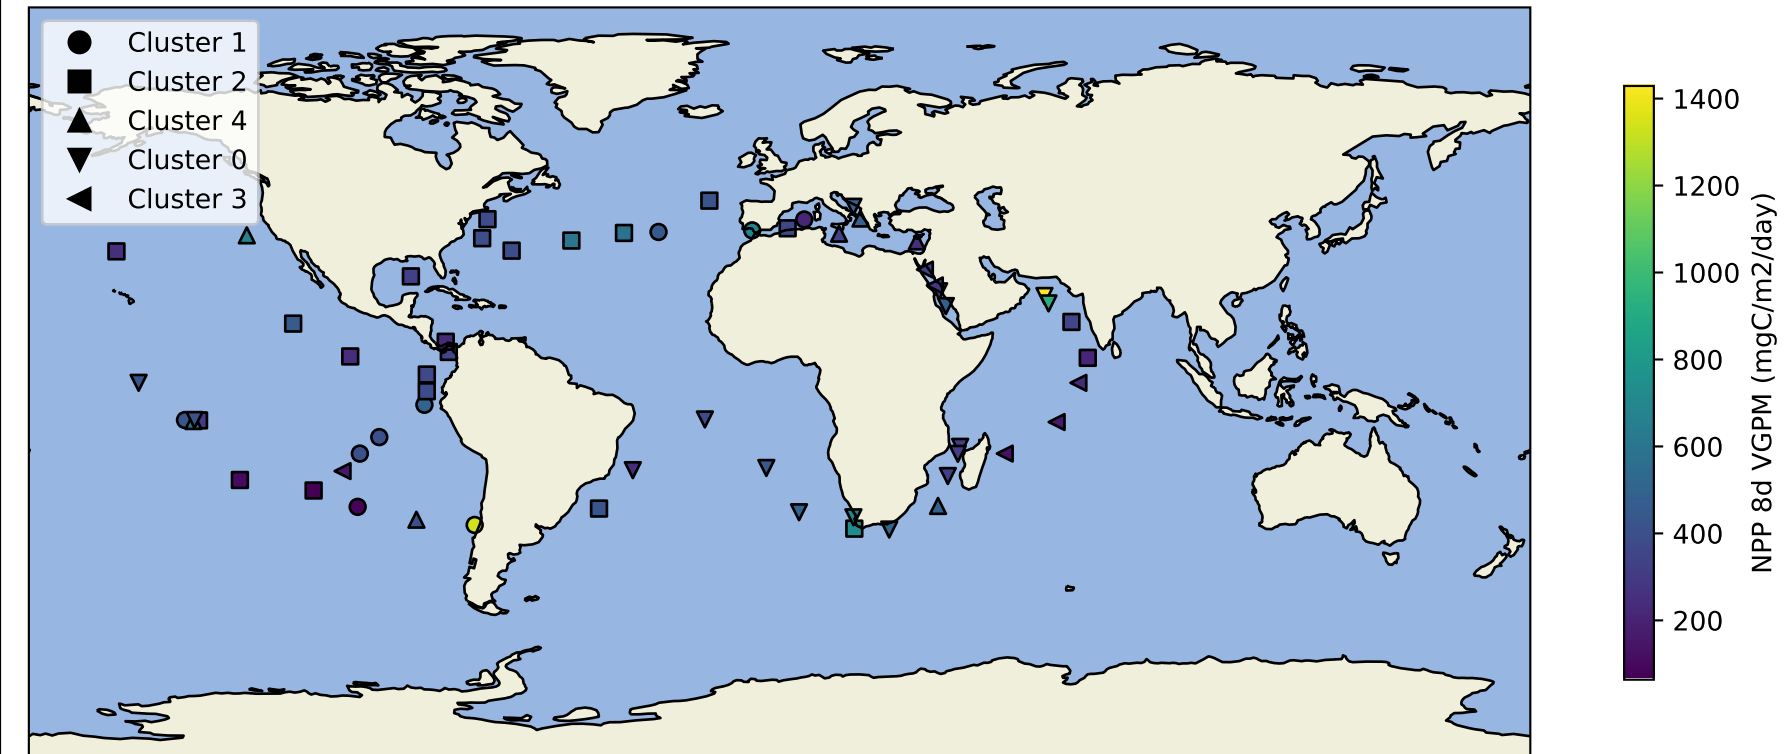 Cluster 1
Cluster 2
Cluster 4
Cluster 0
Cluster 3
1400
1200
1000
800
600
400
200
NPP 8d VGPM (mgC/m2/day)